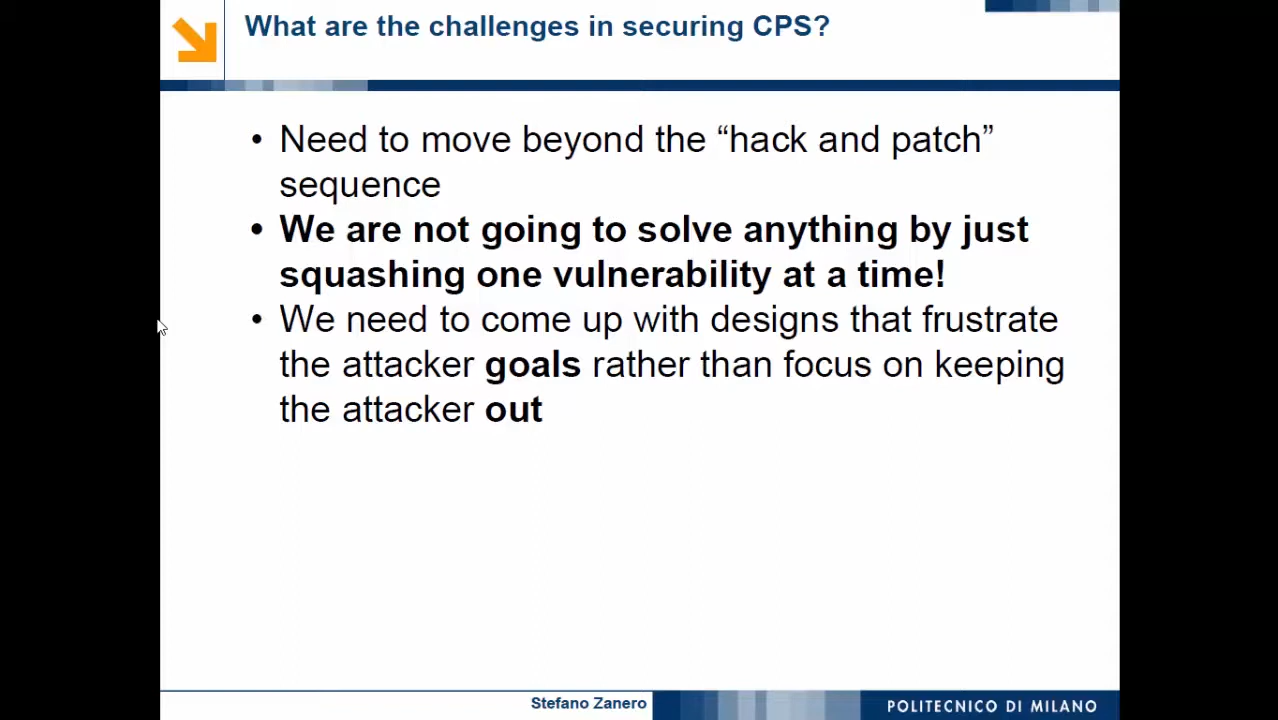 What are the challenges in securing CPS?
• Need to move beyond the “hack and patch”
sequence
• We are not going to solve anything by just
squashing one vulnerability at a time!
• We need to come up with designs that frustrate
the attacker goals rather than focus on keeping
the attacker out
Stefano Zanero
POLITECNICO DI MILANO